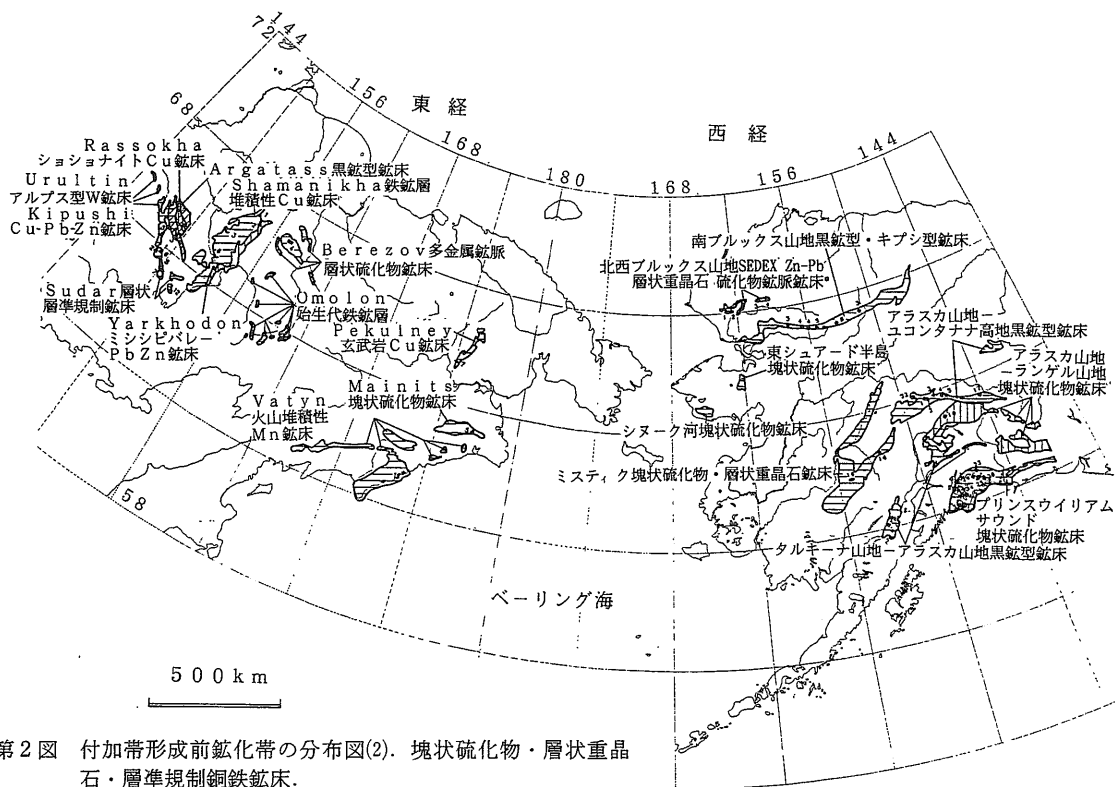 144
72
156
東経
168
68
180
西経
168
156
144
Rassokha
ショショナイトCu鉱床
Urultin
アルプス型W鉱床
Kipushi
Cu-Pb-Zn鉱床
Argatass黒鉱型鉱床
Shamanikha鉄鉱層
堆積性Cu鉱床
Berezov多金属鉱脈
層状硫化物鉱床
Sudar層状
層準規制鉱床
Omolon
始生代鉄鉱層
Yarkhodon
ミシシピバレー
PbZn鉱床
Pekulney
玄武岩Cu鉱床
Mainits
塊状硫化物鉱床
Vatyn
火山堆積性
Mn鉱床
58
南ブルックス山地黒鉱型・キプシ型鉱床
北西ブルックス山地SEDEX Zn-Pb
層状重晶石 硫化物鉱脈鉱床
アラスカ山地ー
ユコンタナナ高地黒鉱型鉱床
東シュアード半島
塊状硫化物鉱床
アラスカ山地
ーランゲル山地
塊状硫化物鉱床
シヌーク河塊状硫化物鉱床
ミスティク塊状硫化物・層状重晶石鉱床
プリンスウイリアム
サウンド
塊状硫化物鉱床
タルキーナ山地ーアラスカ山地黒鉱型鉱床
ベーリング海
500km
第2図 付加帯形成前鉱化帯の分布図(2). 塊状硫化物・層状重晶
石・層準規制銅鉄鉱床.